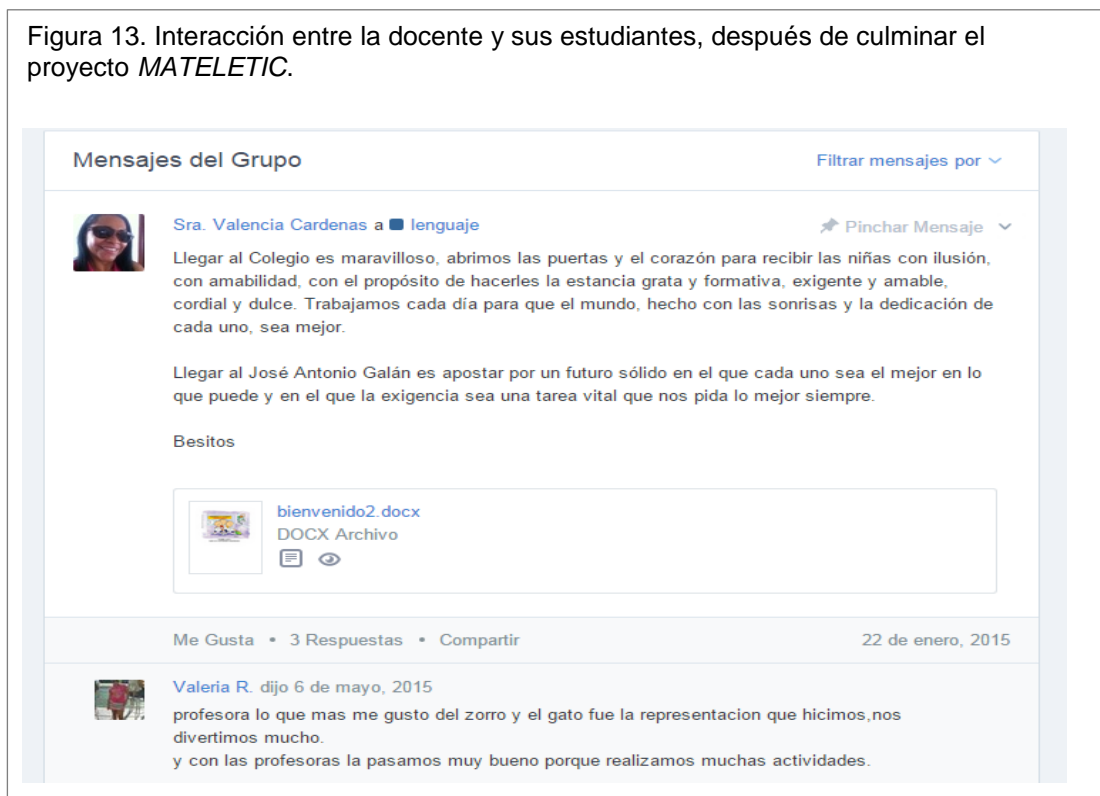 Figura 13. Interacción entre la docente y sus estudiantes, después de culminar el
proyecto MATELETIC.
Mensajes del Grupo
Filtrar mensajes por
Sra. Valencia Cardenas a lenguaje
Pinchar Mensaje
Llegar al Colegio es maravilloso, abrimos las puertas y el corazón para recibir las niñas con ilusión,
con amabilidad, con el propósito de hacerles la estancia grata y formativa, exigente y amable,
cordial y dulce. Trabajamos cada día para que el mundo, hecho con las sonrisas y la dedicación de
cada uno, sea mejor.
Llegar al José Antonio Galán es apostar por un futuro sólido en el que cada uno sea el mejor en lo
que puede y en el que la exigencia sea una tarea vital que nos pida lo mejor siempre.
Besitos
bienvenido2.docx
DOCX Archivo
Me Gusta • 3 Respuestas • Compartir
22 de enero, 2015
Valeria R. dijo 6 de mayo, 2015
profesora lo que mas me gusto del zorro y el gato fue la representacion que hicimos,nos
divertimos mucho.
y con las profesoras la pasamos muy bueno porque realizamos muchas actividades.